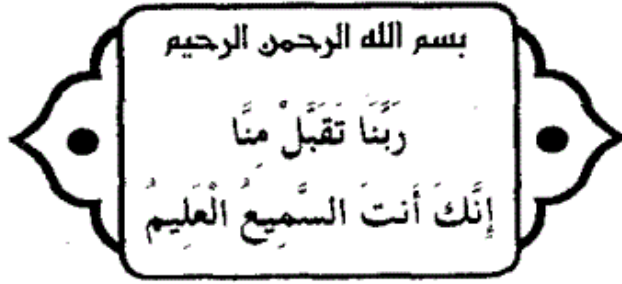 بسم الله الرحمن الرحيم
رَبَّنَا تَقَبَّلْ مِنَّا
إِنَّكَ أَنتَ السَّمِيعُ الْعَلِيمُ